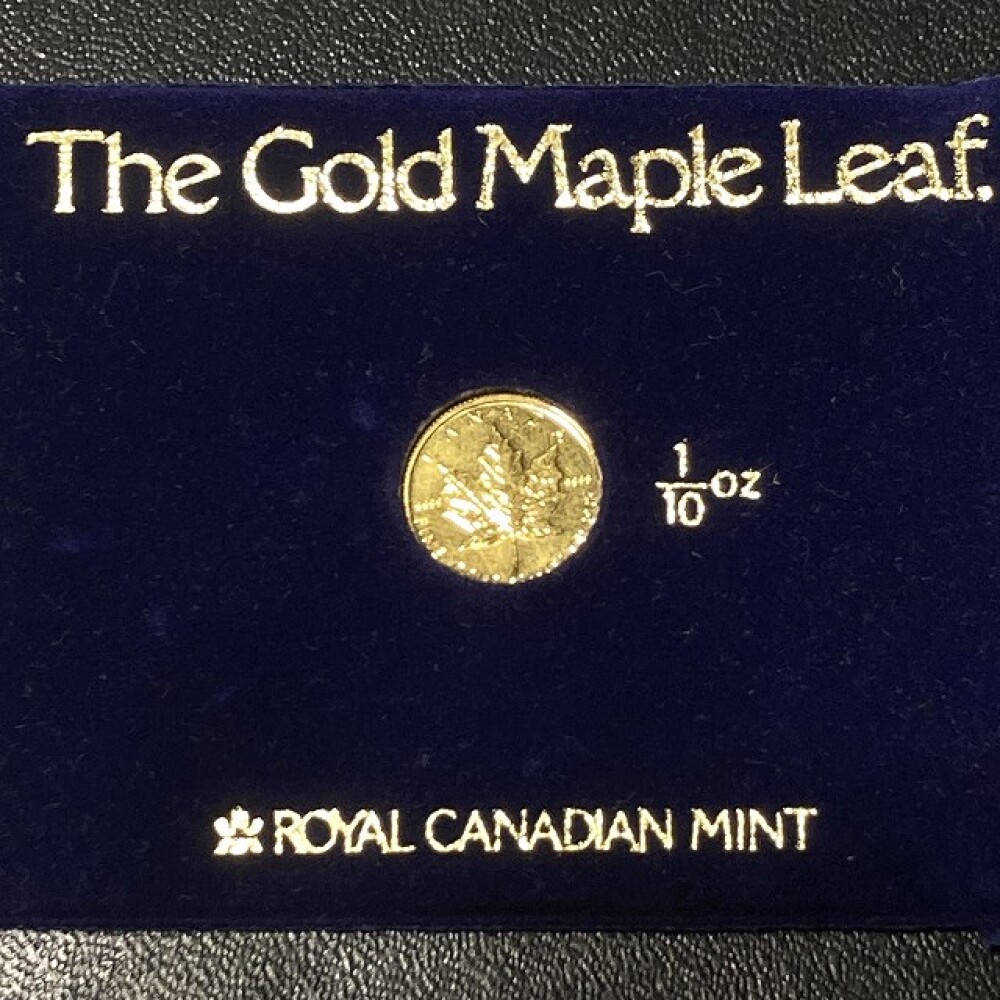 The Gold Maple Leaf.
1/10 oz
ROYAL CANADIAN MINT